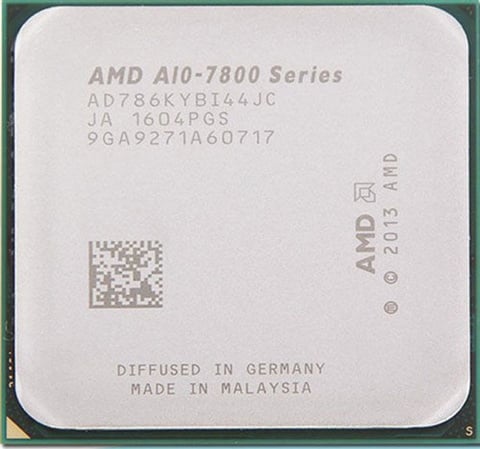 AMD A10-7800 Series
AD786KYBI44JC
JA 1604PGS
9GA9271A60717
AMD
© 2013 AMD
DIFFUSED IN GERMANY
MADE IN MALAYSIA
S